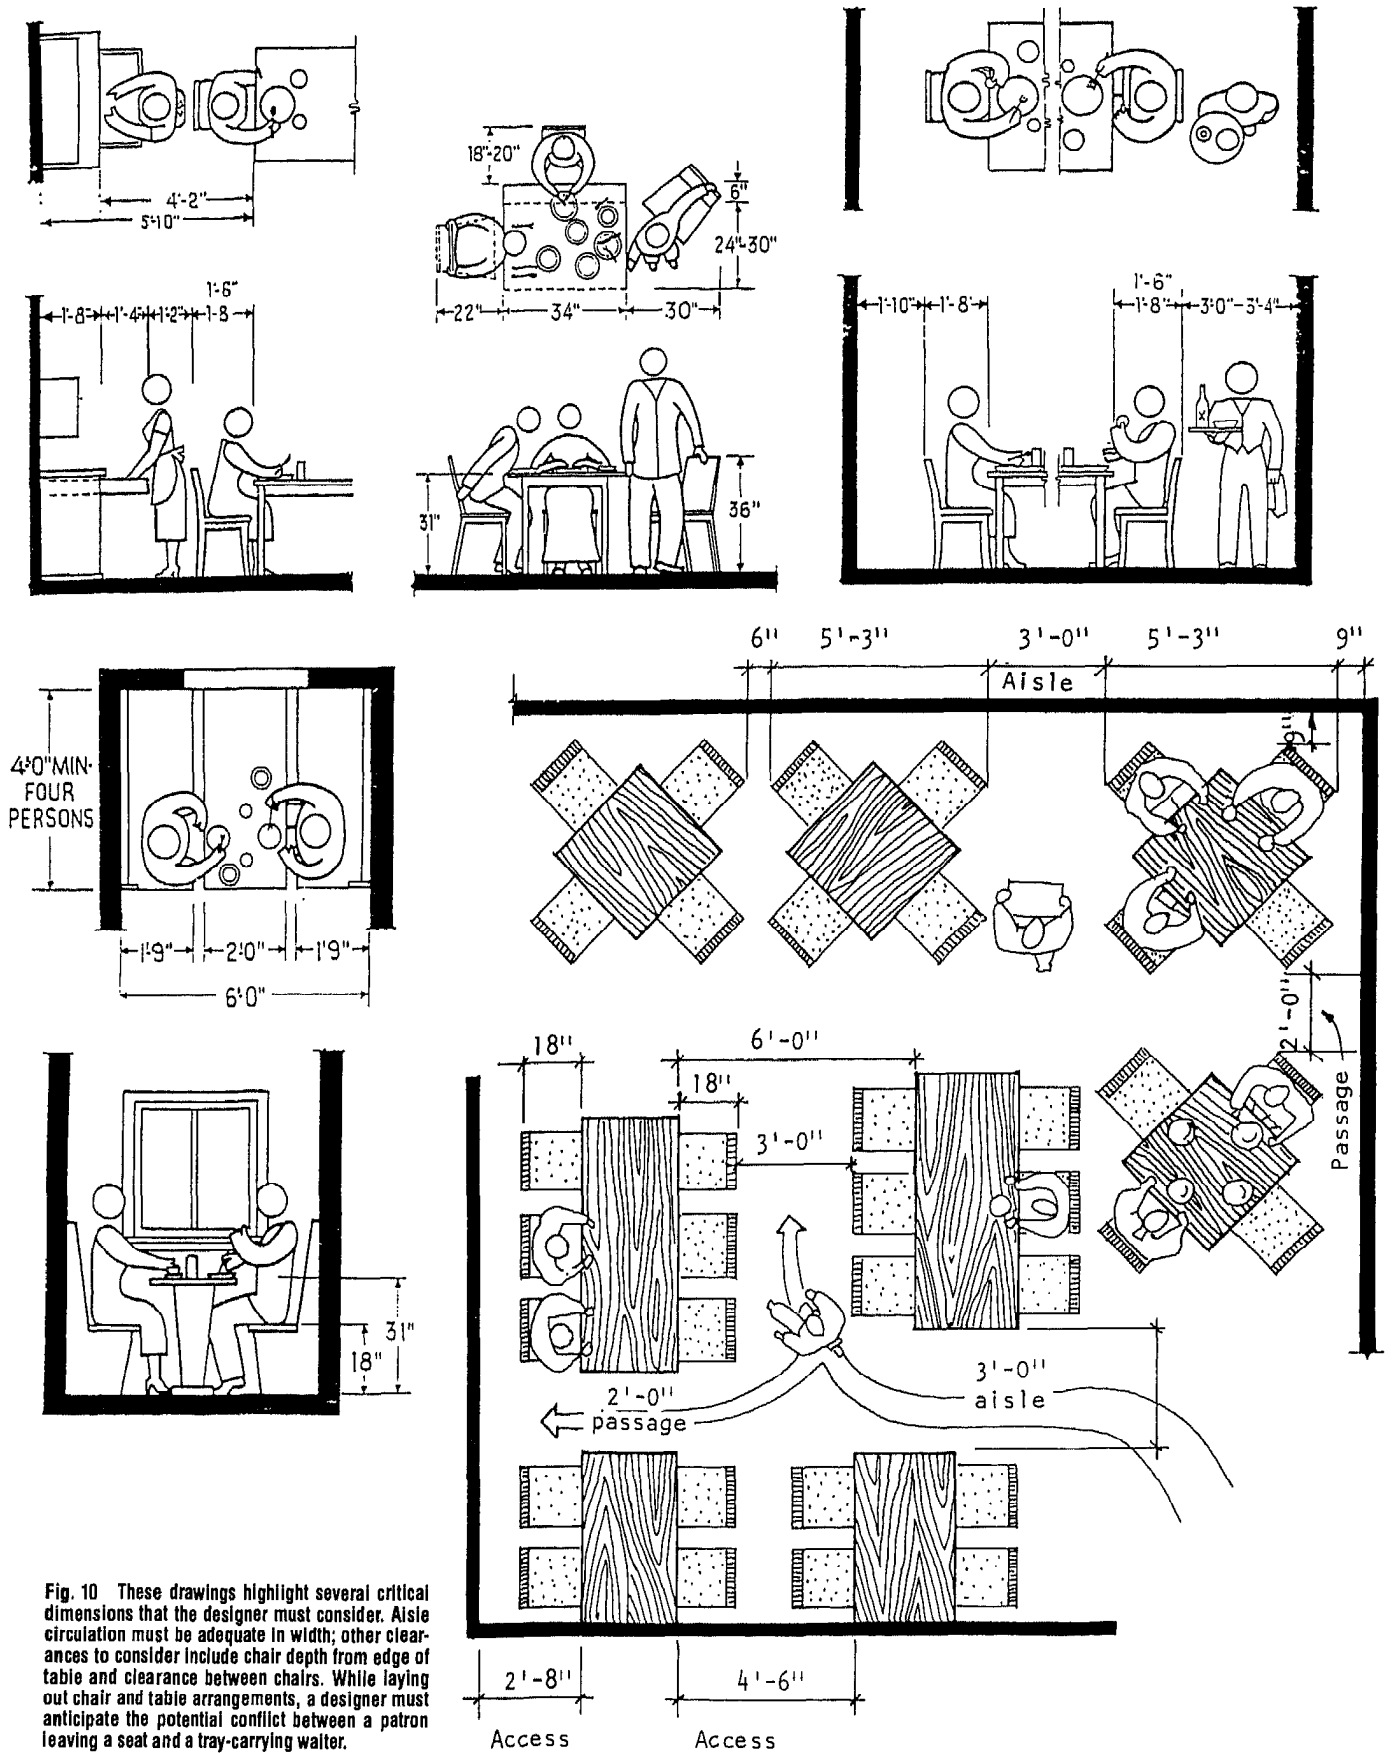 4'-2"
5'-10"
18"-20"
6"
24"-30"
22"
34"
30"
1'-6"
1'-8"
1'-4"
1'-2"
1'-8
31"
36"
1'-6"
1'-10"
1'-8"
1'-8"
3'-0"-3'-4"
4'-0" MIN-
FOUR
PERSONS
1'-9"
2'-0"
1'-9"
6'-0"
31"
18"
6"
5'-3"
3'-0"
5'-3"
9"
Aisle
9"
2'-0"
Passage
18"
6'-0"
18"
3'-0"
2'-0"
passage
3'-0"
aisle
2'-8"
4'-6"
Access
Access
Fig. 10 These drawings highlight several critical
dimensions that the designer must consider. Aisle
circulation must be adequate in width; other clear-
ances to consider include chair depth from edge of
table and clearance between chairs. While laying
out chair and table arrangements, a designer must
anticipate the potential conflict between a patron
leaving a seat and a tray-carrying waiter.